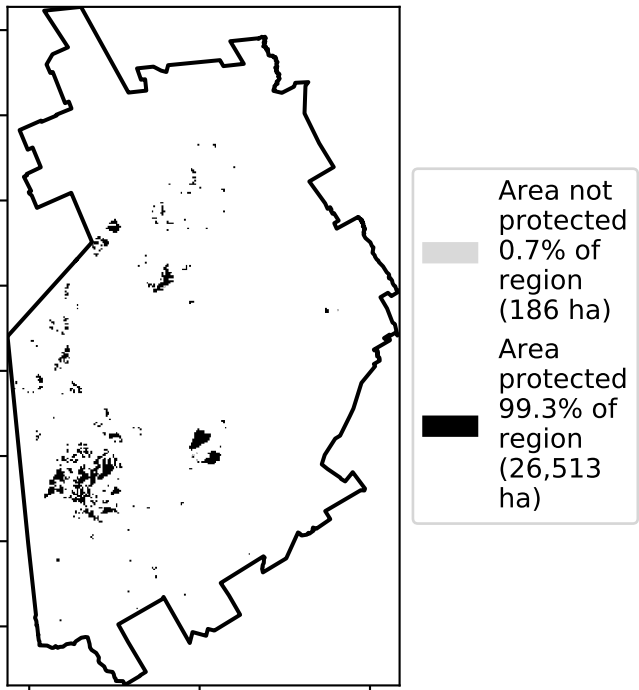 Area not
protected
0.7% of
region
(186 ha)
Area
protected
99.3% of
region
(26,513
ha)